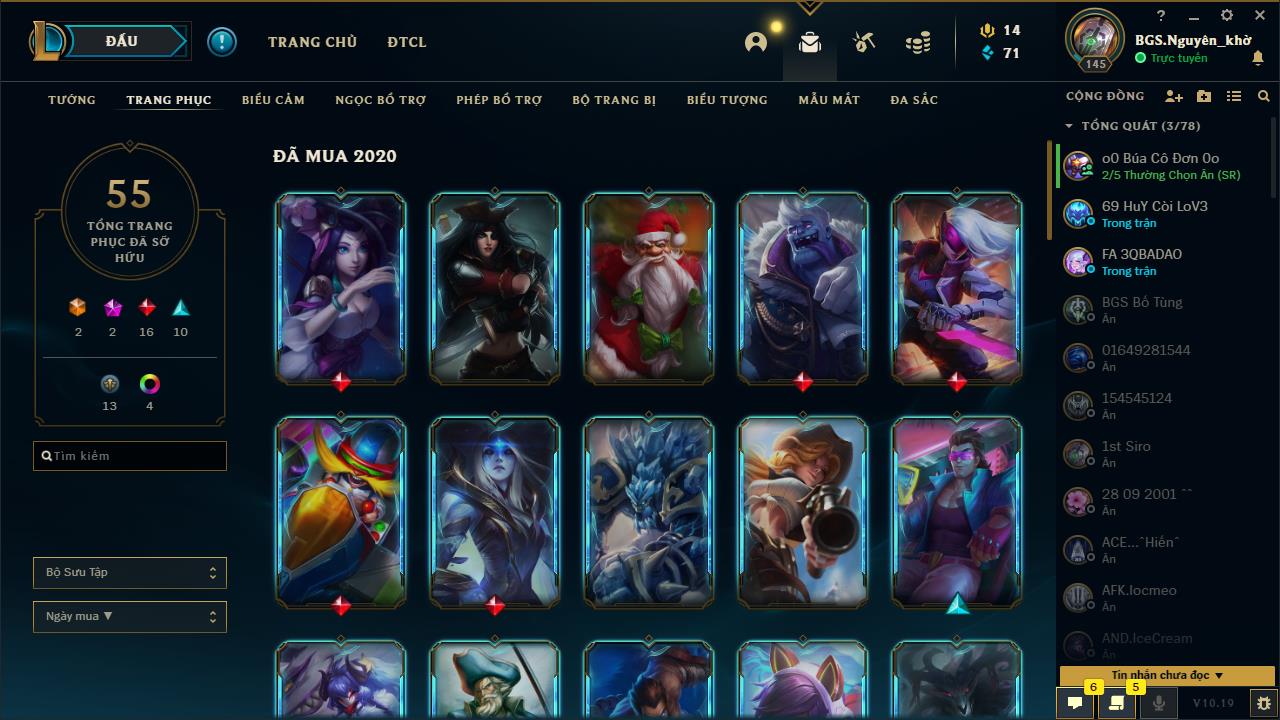 ĐẤU
TRANG CHỦ
ĐTCL
14
71
?
BGS.Nguyên_khờ
Trực tuyến
145
TƯỚNG
TRANG PHỤC
BIỂU CẢM
NGỌC BỔ TRỢ
PHÉP BỔ TRỢ
BỘ TRANG BỊ
BIỂU TƯỢNG
MẪU MẮT
ĐA SẮC
CỘNG ĐỒNG
TỔNG QUÁT (3/78)
55
TỔNG TRANG
PHỤC ĐÃ SỞ
HỮU
2
2
16
10
13
4
Tìm kiếm
Bộ Sưu Tập
Ngày mua ▼
ĐÃ MUA 2020
o0 Búa Cô Đơn 0o
2/5 Thường Chọn Ẩn (SR)
69 HuY Còi LoV3
Trong trận
FA 3QBADAO
Trong trận
BGS Bố Tùng
Ẩn
01649281544
Ẩn
154545124
Ẩn
1st Siro
Ẩn
28 09 2001 ^^
Ẩn
ACE...^Hiến^
Ẩn
AFK.locmeo
Ẩn
AND.IceCream
Ẩn
Tin nhắn chưa đọc ▼
6
5
V10.19